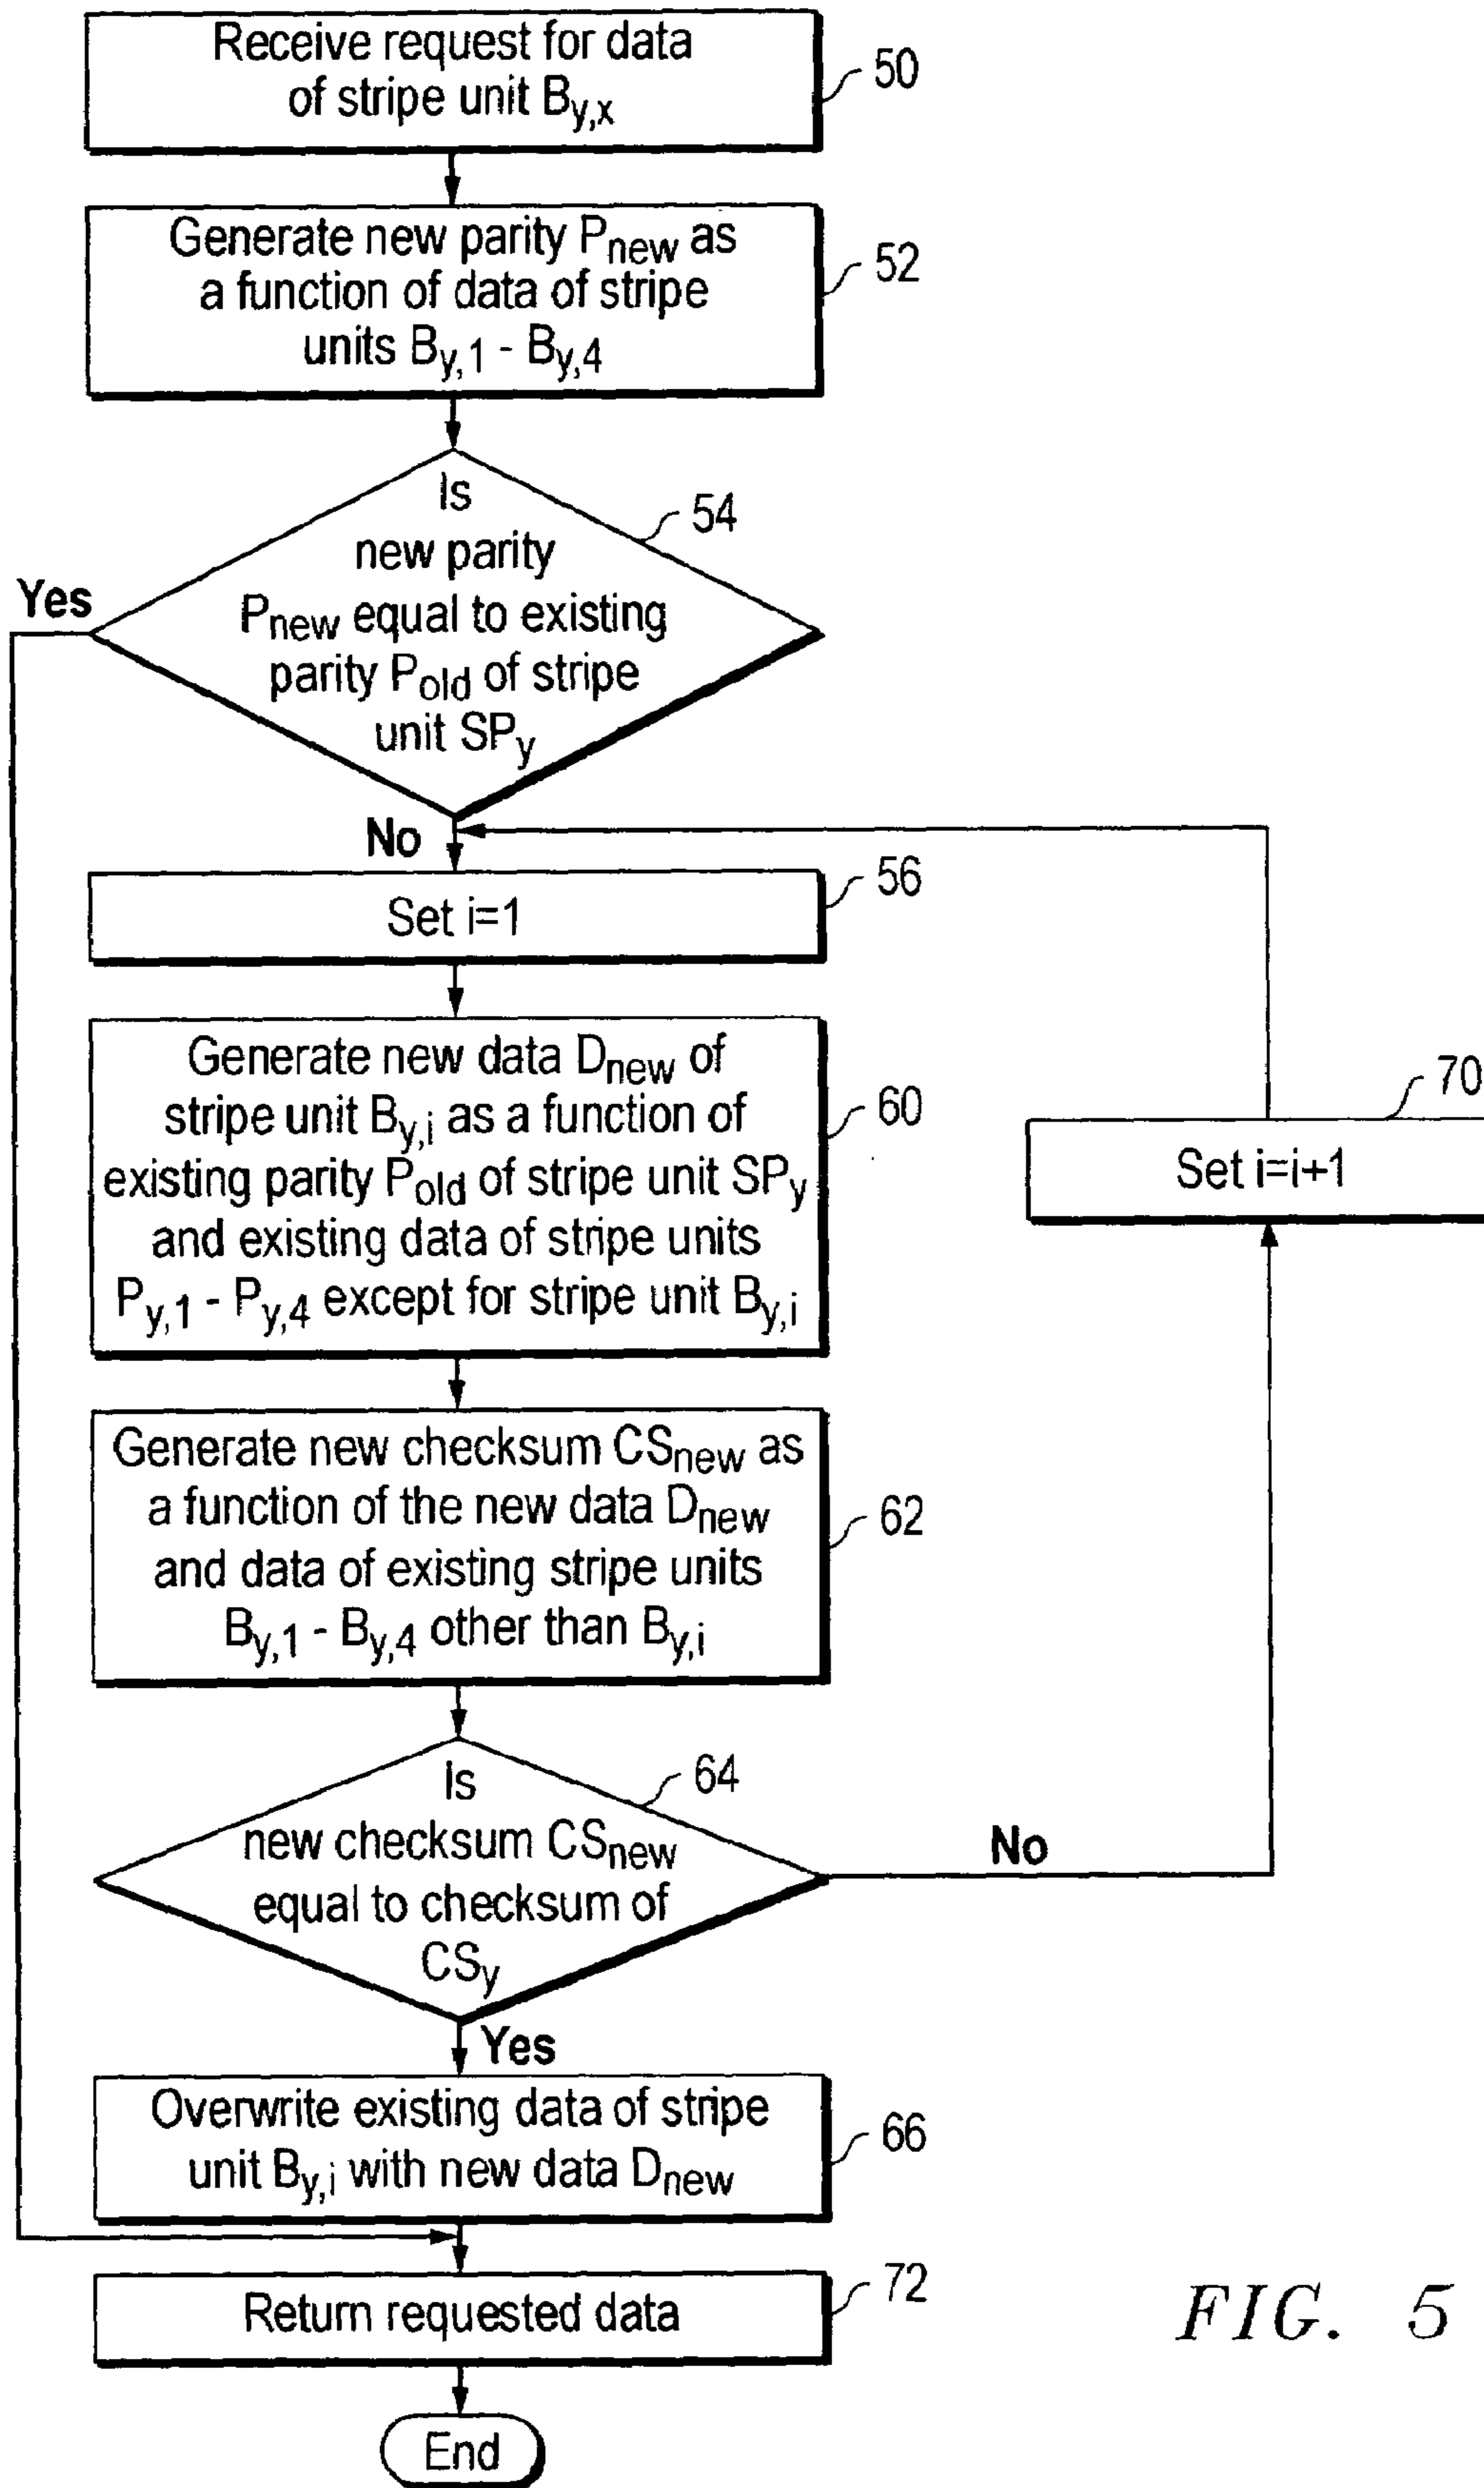 Receive request for data
of stripe unit By,x
50
Generate new parity Pnew as
a function of data of stripe
units By,1 - By,4
52
Is
new parity
Pnew equal to existing
parity Pold of stripe
unit SPy
54
Yes
No
Set i=1
56
Generate new data Dnew of
stripe unit By,i as a function of
existing parity Pold of stripe unit SPy
and existing data of stripe units
Py,1 - Py,4 except for stripe unit By,i
60
Set i=i+1
70
Generate new checksum CSnew as
a function of the new data Dnew
and data of existing stripe units
By,1 - By,4 other than By,i
62
Is
new checksum CSnew
equal to checksum of
CSy
64
No
Yes
Overwrite existing data of stripe
unit By,i with new data Dnew
66
Return requested data
72
End
FIG. 5